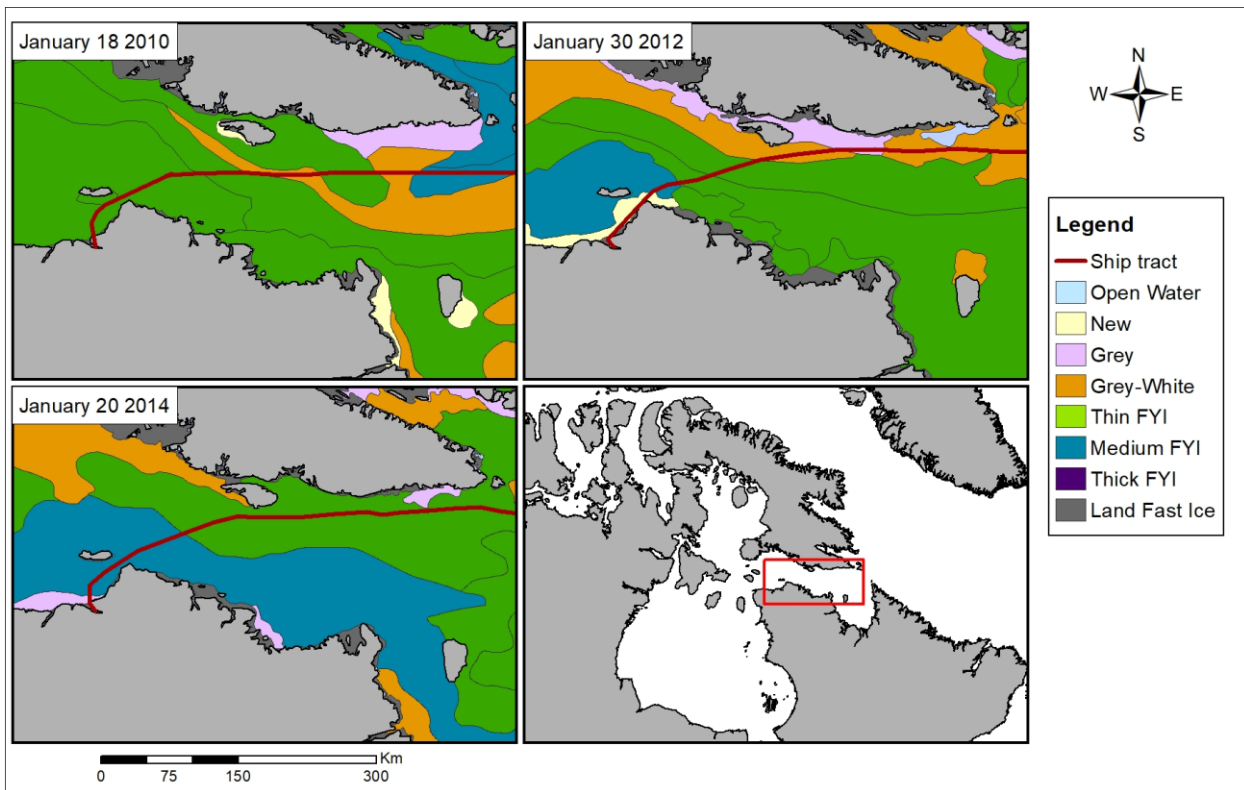 January 18 2010
January 30 2012
N
W E
S
Legend
Ship tract
Open Water
New
Grey
Grey-White
Thin FYI
Medium FYI
Thick FYI
Land Fast Ice
January 20 2014
Km
0 75 150 300